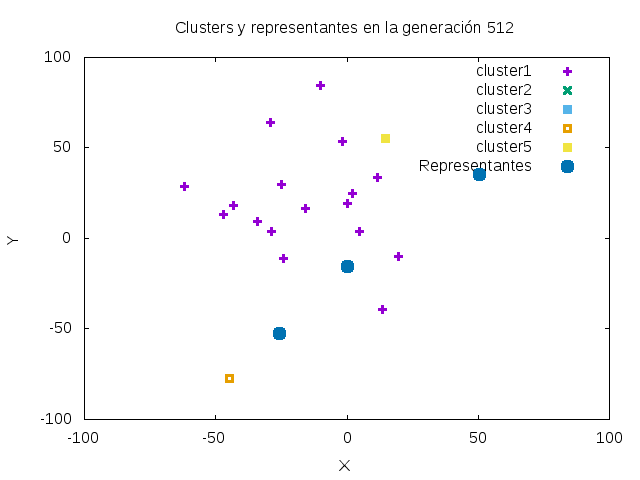 Clusters y representantes en la generación 512
100
50
0
-50
-100
-100
-50
0
50
100
Y
X
cluster1
cluster2
cluster3
cluster4
cluster5
Representantes